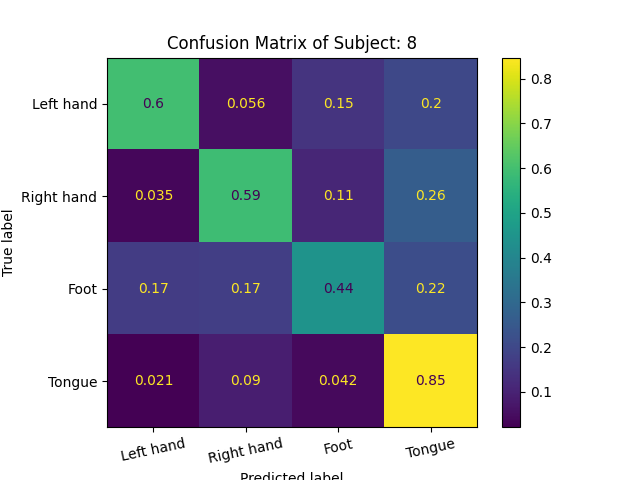 Confusion Matrix of Subject: 8
True label
Left hand 0.6 0.056 0.15 0.2
Right hand 0.035 0.59 0.11 0.26
Foot 0.17 0.17 0.44 0.22
Tongue 0.021 0.09 0.042 0.85
Left hand Right hand Foot Tongue
Predicted label
0.8
0.7
0.6
0.5
0.4
0.3
0.2
0.1